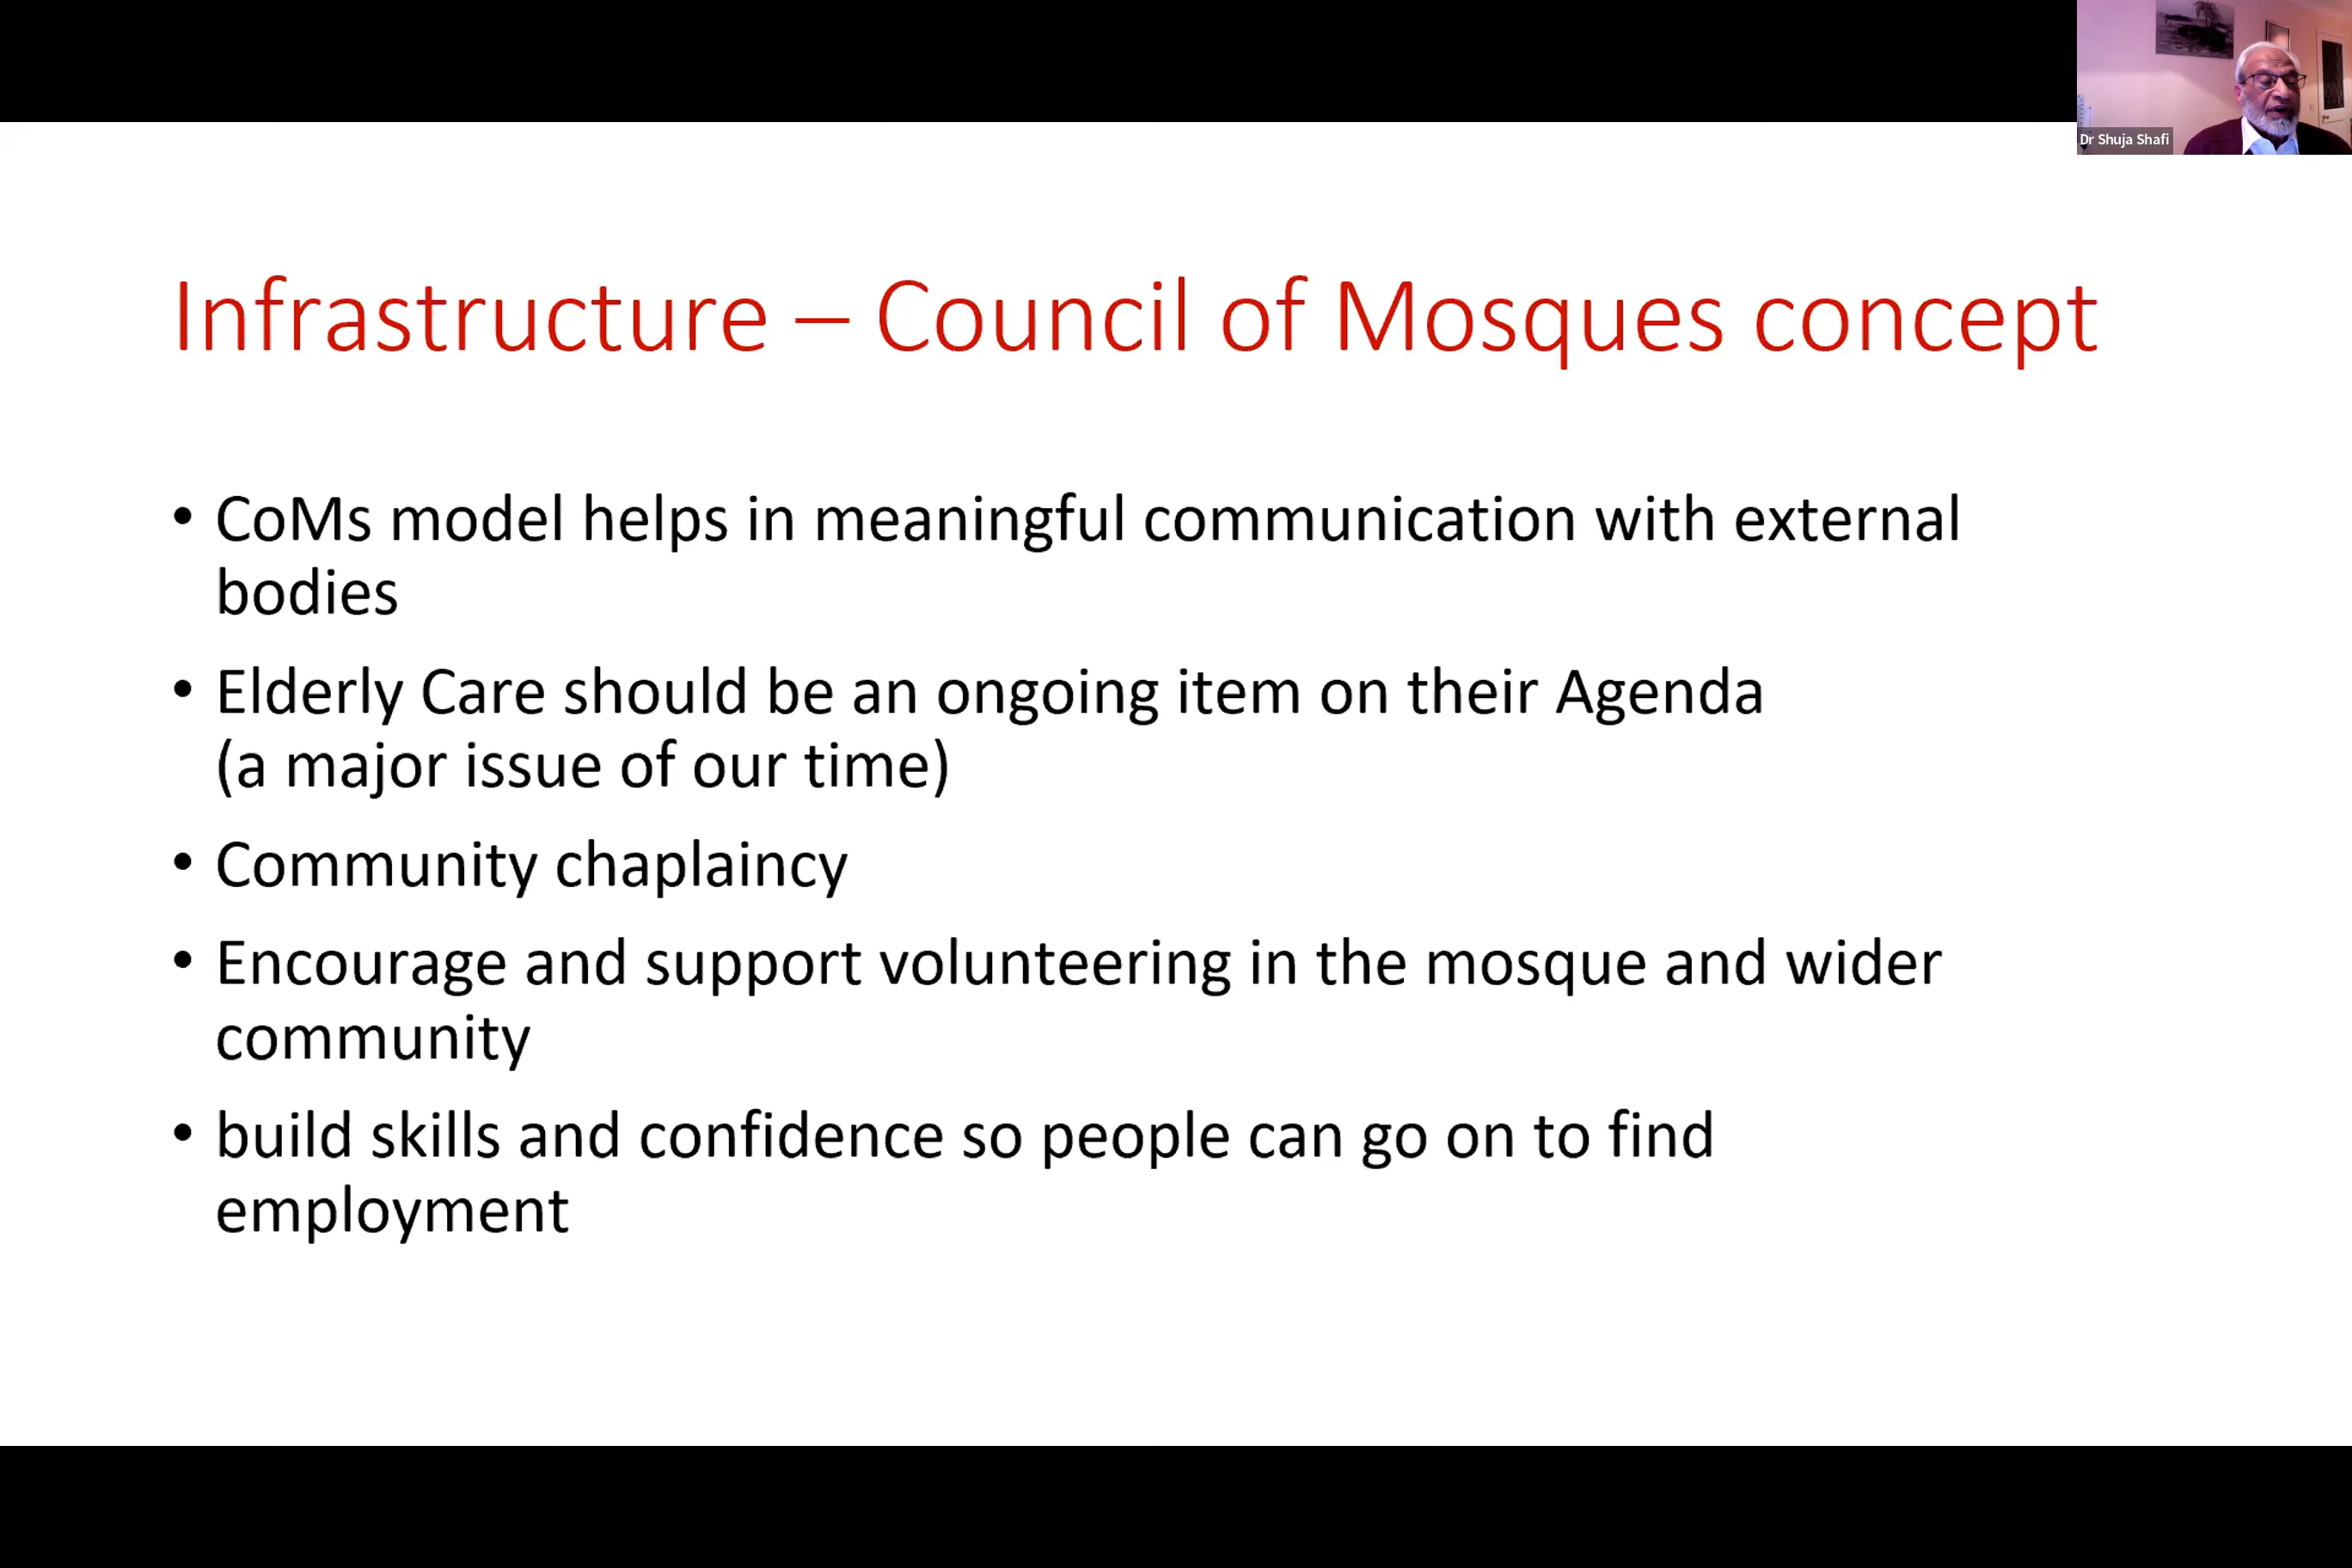 Dr Shuja Shafi
Infrastructure – Council of Mosques concept
• CoMs model helps in meaningful communication with external
bodies
• Elderly Care should be an ongoing item on their Agenda
(a major issue of our time)
• Community chaplaincy
• Encourage and support volunteering in the mosque and wider
community
• build skills and confidence so people can go on to find
employment